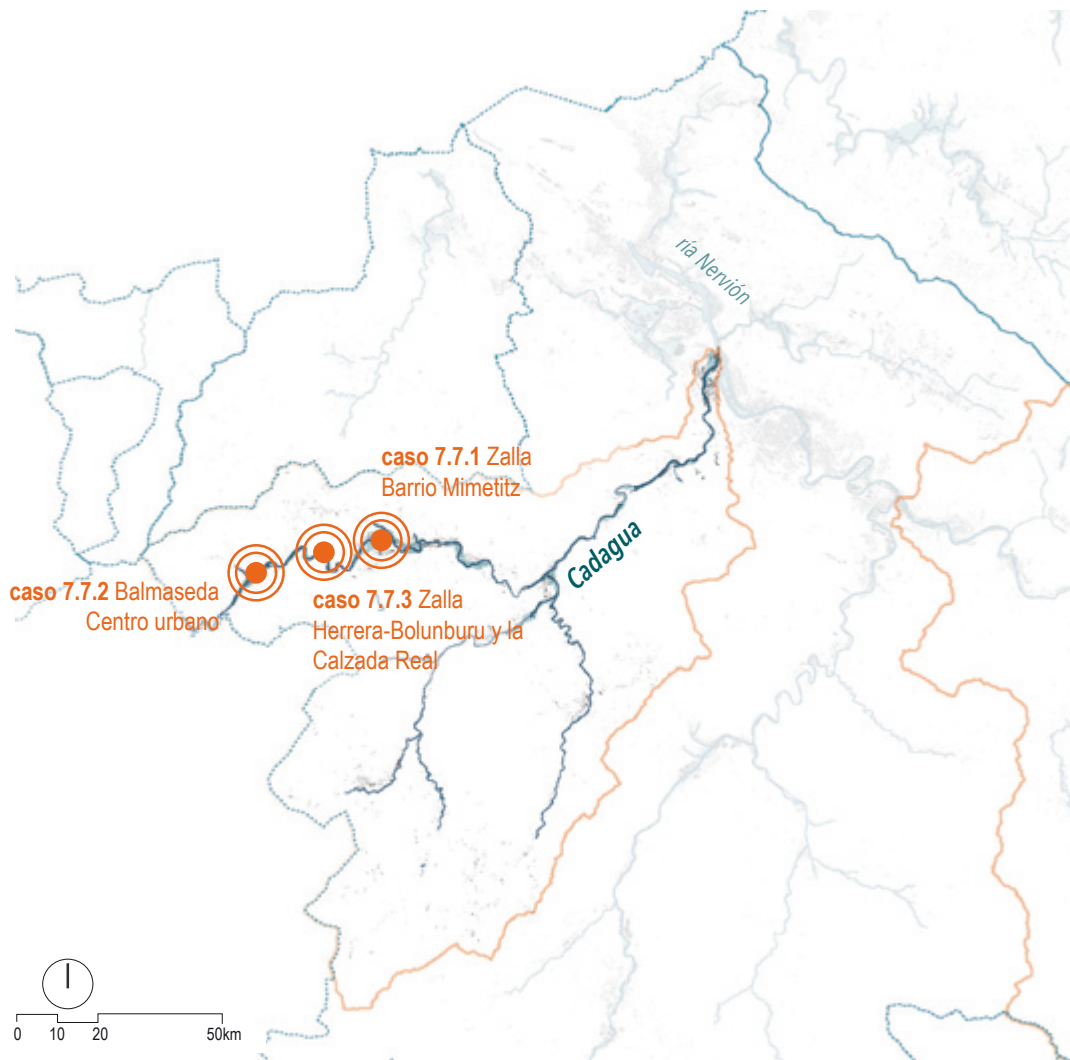 ría Nervión
caso 7.7.1 Zalla
Barrio Mimetitz
Cadagua
caso 7.7.2 Balmaseda
Centro urbano
caso 7.7.3 Zalla
Herrera-Bolunburu y la
Calzada Real
0 10 20 50km